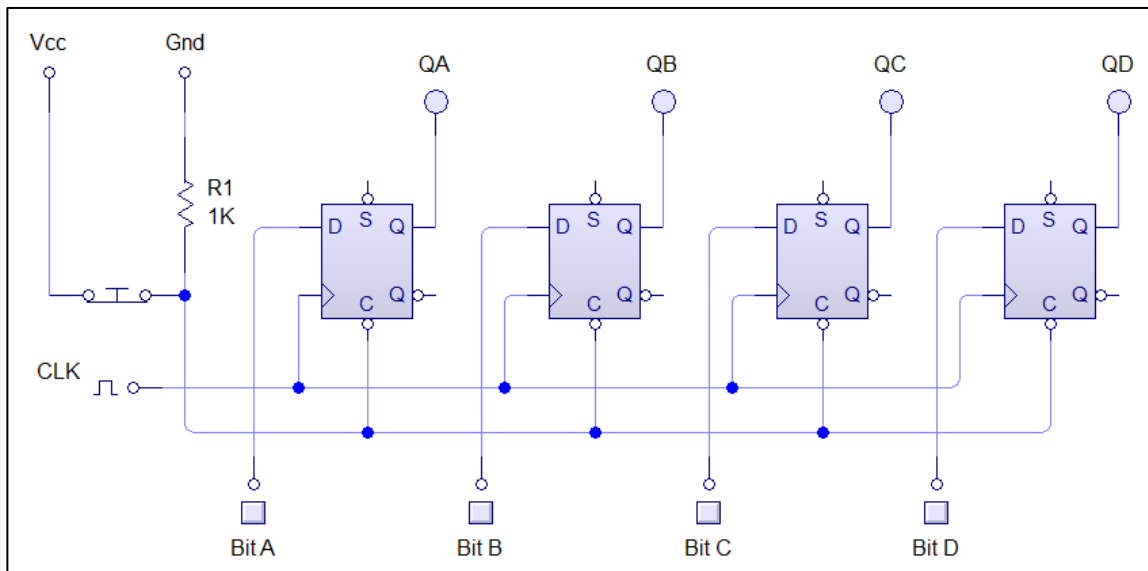 Vcc Gnd
QA QB QC QD
R1
1K
D S Q D S Q D S Q D S Q
C Q C Q C Q C Q
CLK
Bit A Bit B Bit C Bit D